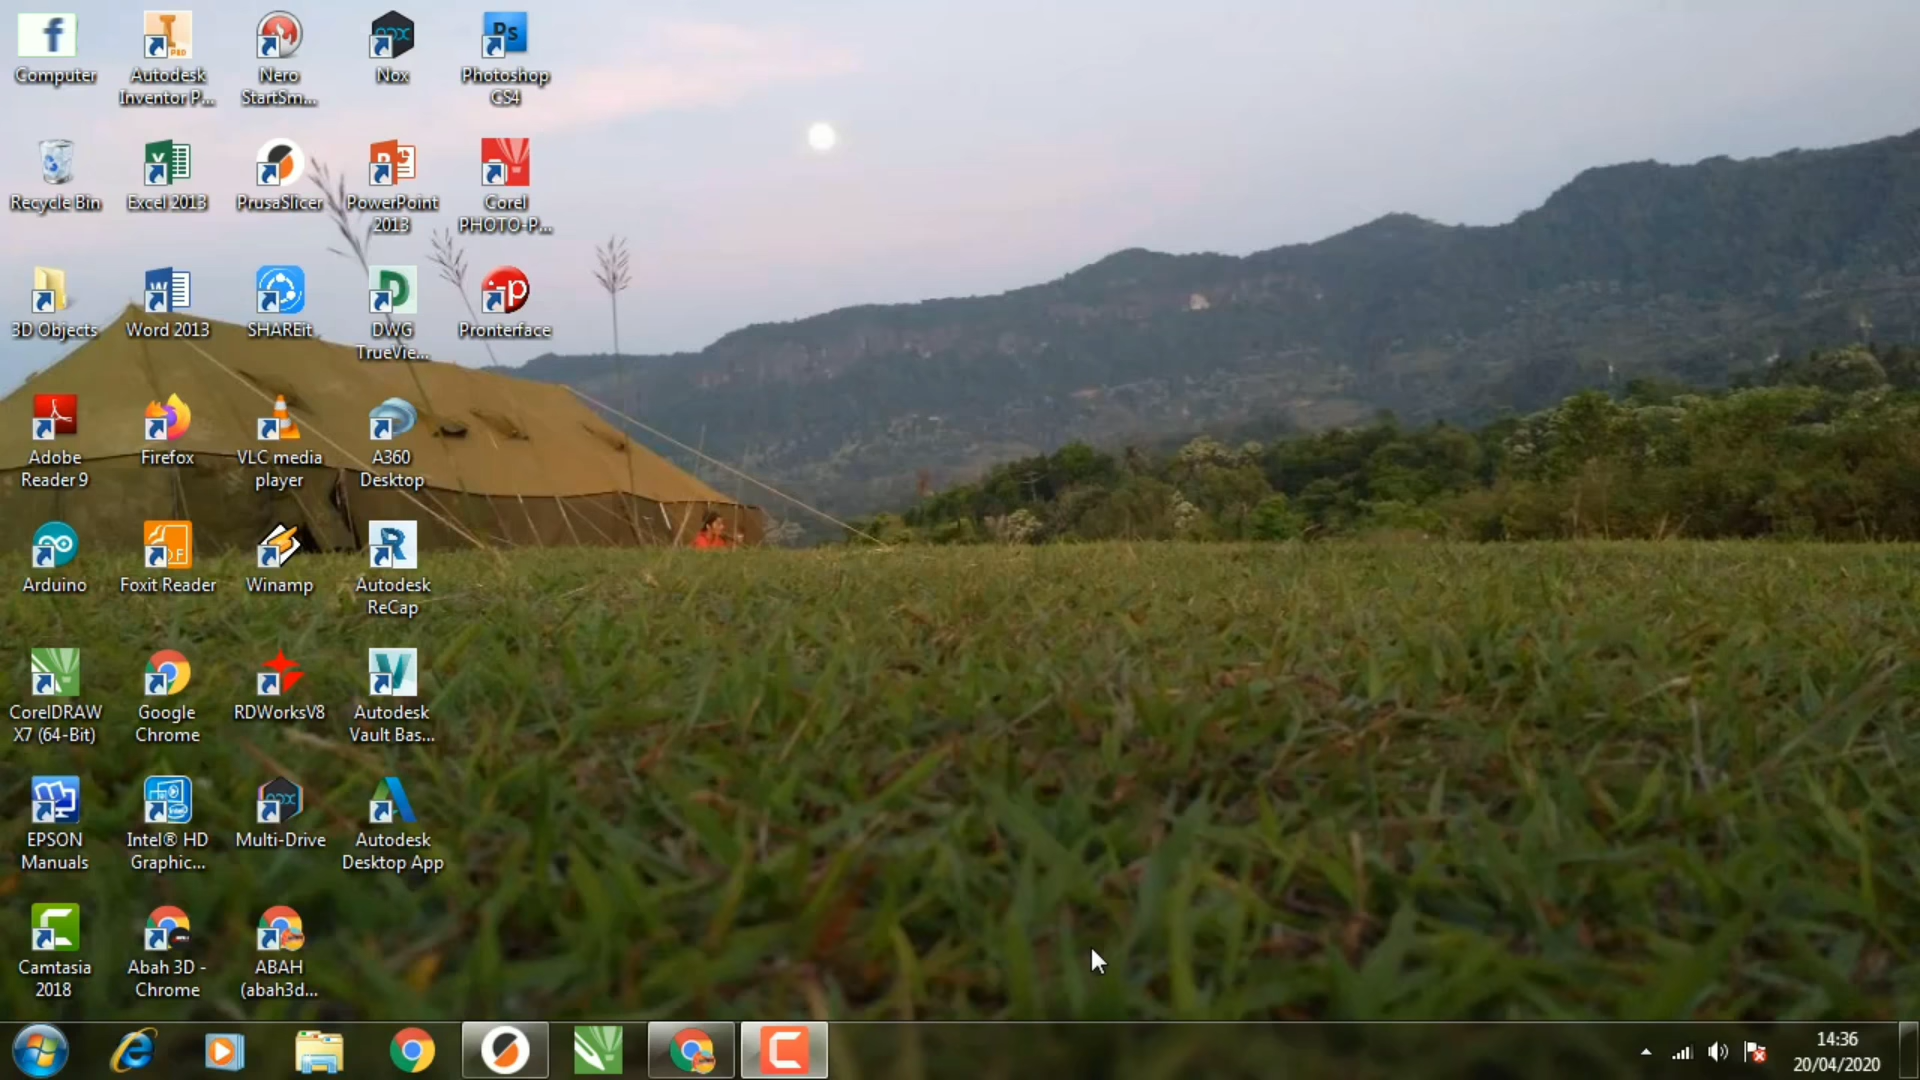 Computer
Autodesk
Inventor P...
Nero
StartSm...
Nox
Ps
Photoshop
CS4
Recycle Bin
Excel 2013
PrusaSlicer
PowerPoint
2013
Corel
PHOTO-P...
3D Objects
Word 2013
SHAREit
DWG
TrueVie...
Pronterface
Adobe
Reader 9
Firefox
VLC media
player
A360
Desktop
Arduino
Foxit Reader
Winamp
Autodesk
ReCap
CorelDRAW
X7 (64-Bit)
Google
Chrome
RDWorksV8
Autodesk
Vault Bas...
EPSON
Manuals
Intel® HD
Graphic...
Multi-Drive
Autodesk
Desktop App
Camtasia
2018
Abah 3D -
Chrome
ABAH
(abah3d...
14:36
20/04/2020